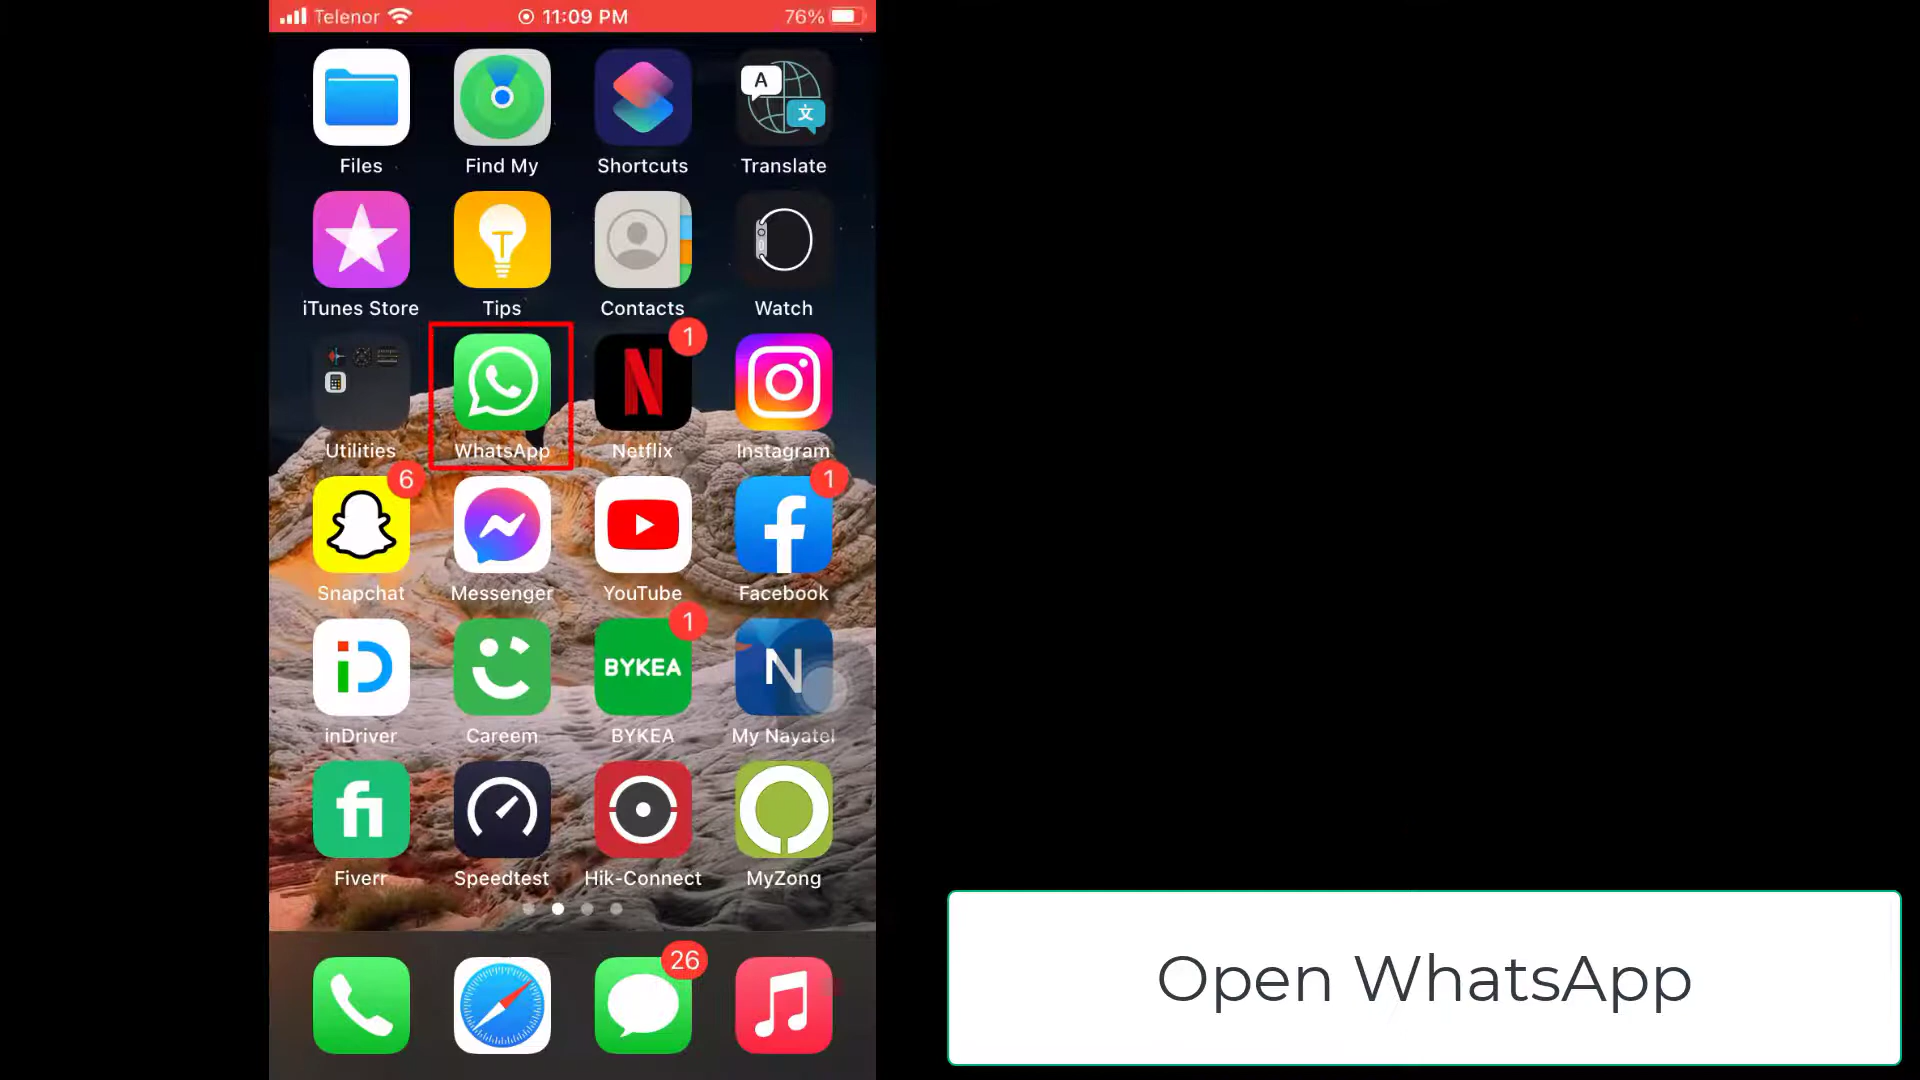 Telenor 11:09 PM 76%
A 文
Files Find My Shortcuts Translate
iTunes Store Tips Contacts Watch
1
N
Utilities WhatsApp Netflix Instagram
6 1
Snapchat Messenger YouTube Facebook
1
iD BYKEA N
inDriver Careem BYKEA My Nayatel
fi
Fiverr Speedtest Hik-Connect MyZong
26
Open WhatsApp